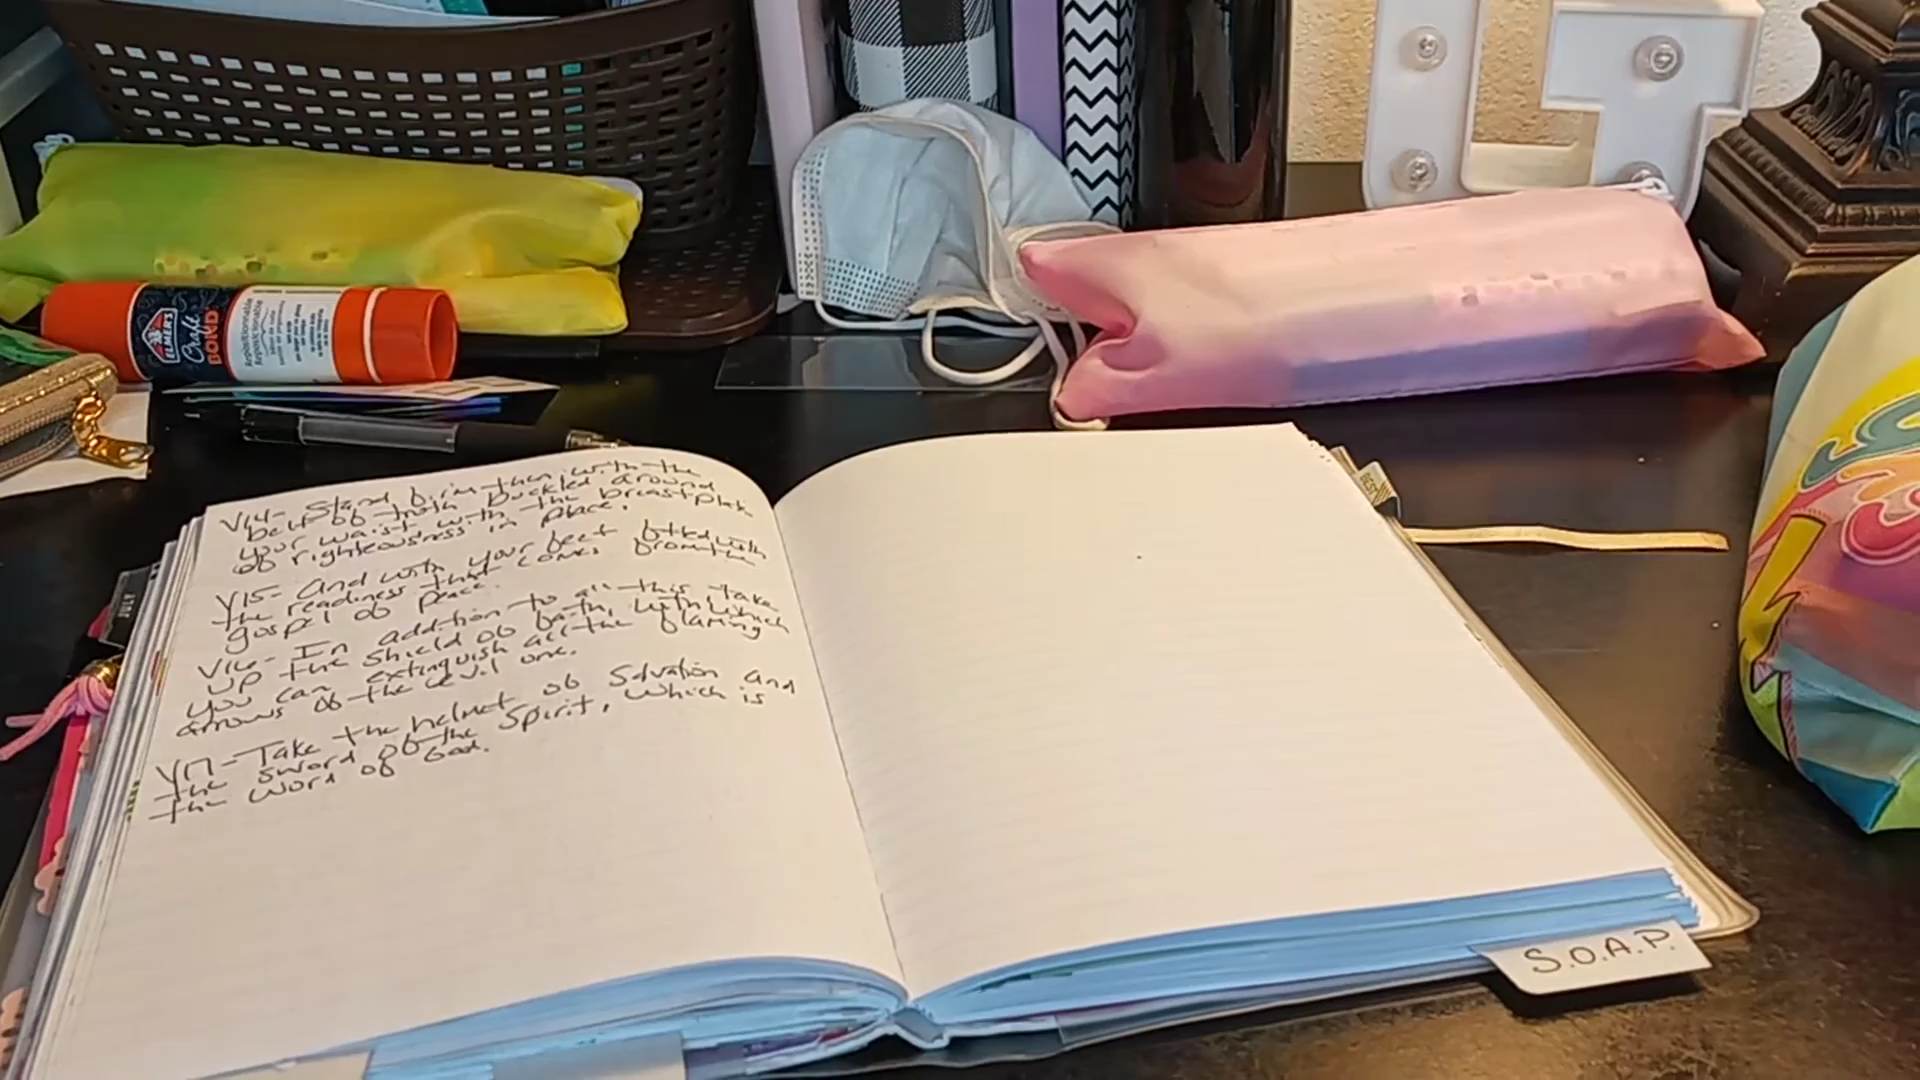 V14- Stand firm then with the
belt of truth buckled around
your waist with the breastplate
of righteousness in place.
V15- And with your feet fitted with
the readiness that comes from the
gospel of peace.
V16- In addition to all this, take
up the shield of faith, with which
you can extinguish all the flaming
arrows of the evil one.
V17- Take the helmet of Salvation and
the sword of the Spirit, which is
the word of God.
S.O.A.P.
JULY
BEST
ELMER'S
Craft
BOND
Repositionable